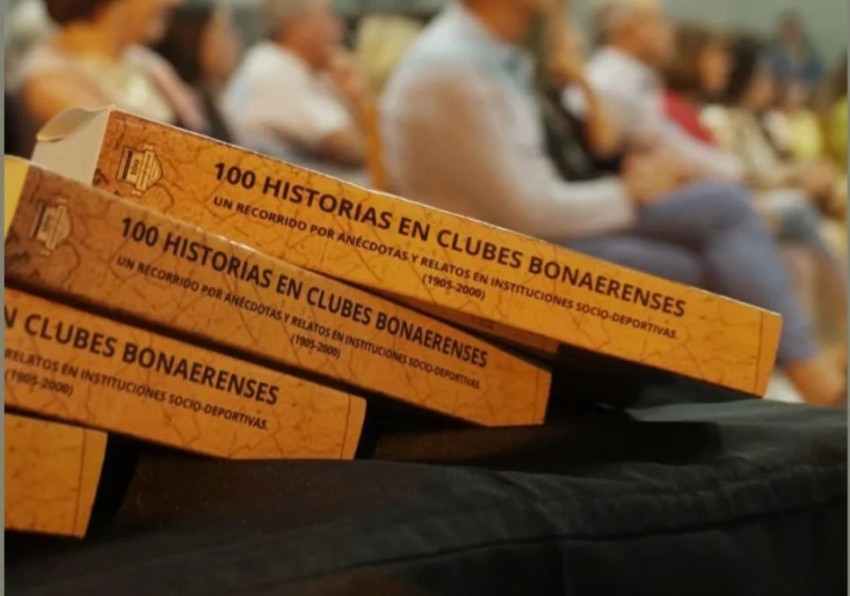 100 HISTORIAS EN CLUBES BONAERENSES
UN RECORRIDO POR ANÉCDOTAS Y RELATOS EN INSTITUCIONES SOCIO-DEPORTIVAS.
(1905-2000)
100 HISTORIAS EN CLUBES BONAERENSES
UN RECORRIDO POR ANÉCDOTAS Y RELATOS EN INSTITUCIONES SOCIO-DEPORTIVAS.
(1905-2000)
N CLUBES BONAERENSES
RELATOS EN INSTITUCIONES SOCIO-DEPORTIVAS.
(1905-2000)